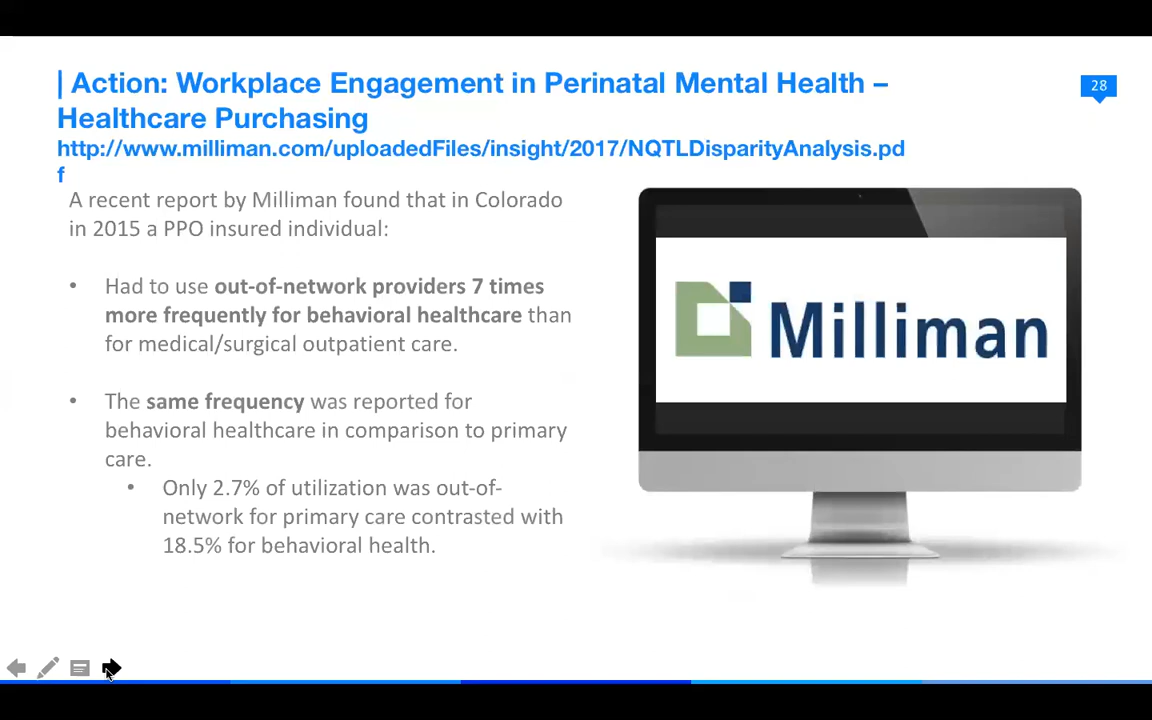 | Action: Workplace Engagement in Perinatal Mental Health –
Healthcare Purchasing
28
http://www.milliman.com/uploadedFiles/insight/2017/NQTLDisparityAnalysis.pd
f
A recent report by Milliman found that in Colorado
in 2015 a PPO insured individual:
• Had to use out-of-network providers 7 times
more frequently for behavioral healthcare than
for medical/surgical outpatient care.
• The same frequency was reported for
behavioral healthcare in comparison to primary
care.
• Only 2.7% of utilization was out-of-
network for primary care contrasted with
18.5% for behavioral health.
Milliman